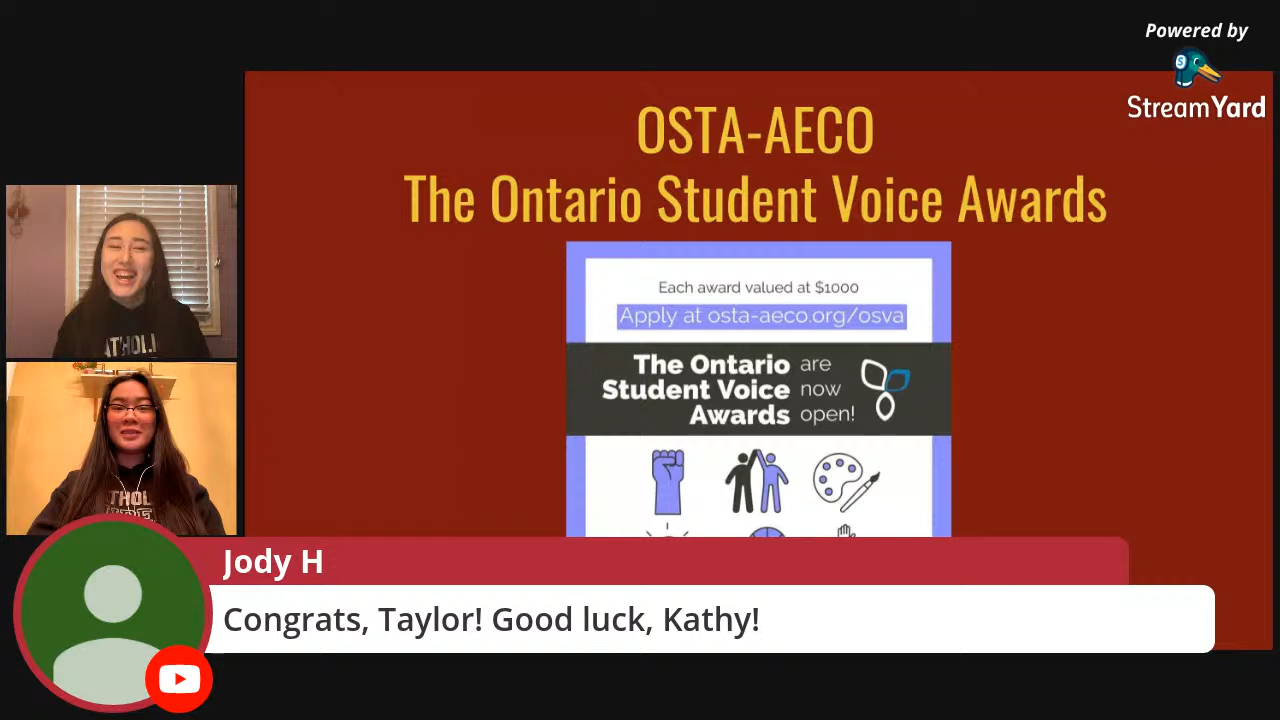 Powered by
StreamYard
OSTA-AECO
The Ontario Student Voice Awards
Each award valued at $1000
Apply at osta-aeco.org/osva
The Ontario
Student Voice
Awards
are
now
open!
Jody H
Congrats, Taylor! Good luck, Kathy!